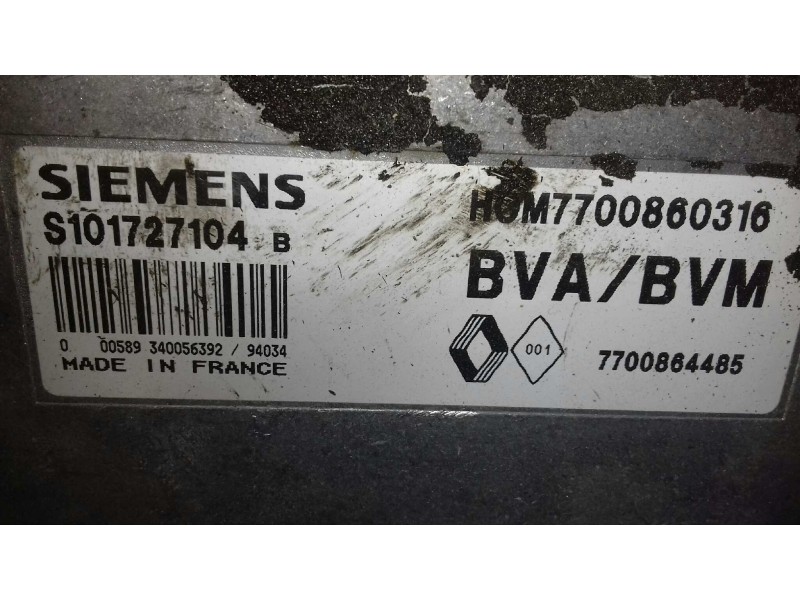 SIEMENS
S101727104 B
0 00589 340056392 / 94034
MADE IN FRANCE
HOM7700860316
BVA/BVM
001
7700864485